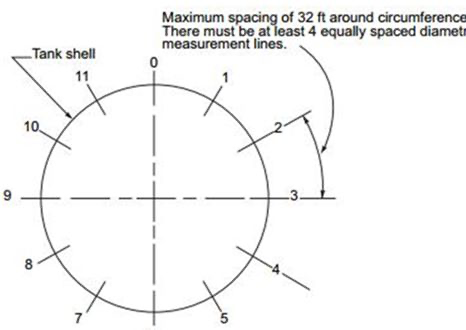 Maximum spacing of 32 ft around circumference
There must be at least 4 equally spaced
measurement lines.
Tank shell
0
1
2
3
4
5
7
8
9
10
11